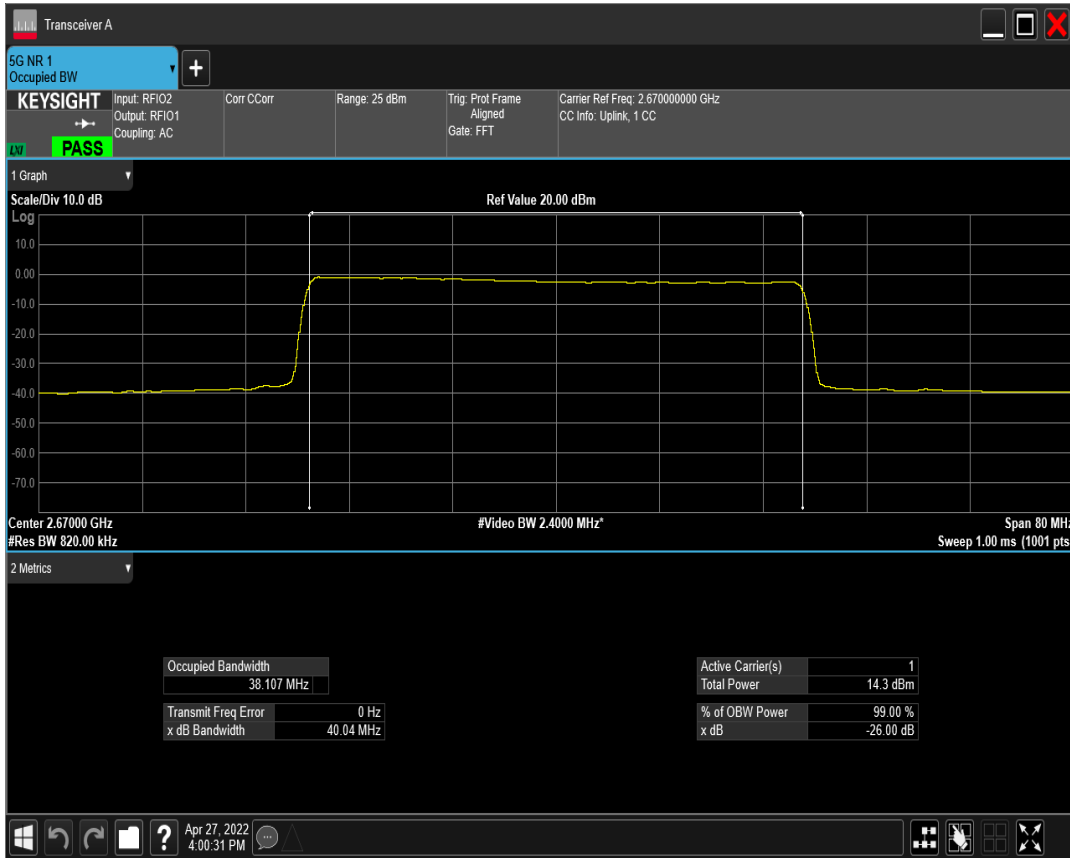 Transceiver A
5G NR 1
Occupied BW
KEYSIGHT
LXI
PASS
Input: RFIO2
Output: RFIO1
Coupling: AC
Corr CCorr
Range: 25 dBm
Trig: Prot Frame
Aligned
Gate: FFT
Carrier Ref Freq: 2.670000000 GHz
CC Info: Uplink, 1 CC
1 Graph
Scale/Div 10.0 dB
Ref Value 20.00 dBm
Log
10.0
0.00
-10.0
-20.0
-30.0
-40.0
-50.0
-60.0
-70.0
Center 2.67000 GHz
#Video BW 2.4000 MHz*
Span 80 MHz
#Res BW 820.00 kHz
Sweep 1.00 ms (1001 pts
2 Metrics
Occupied Bandwidth
38.107 MHz
Transmit Freq Error 0 Hz
x dB Bandwidth 40.04 MHz
Active Carrier(s) 1
Total Power 14.3 dBm
% of OBW Power 99.00 %
x dB -26.00 dB
?
Apr 27, 2022
4:00:31 PM